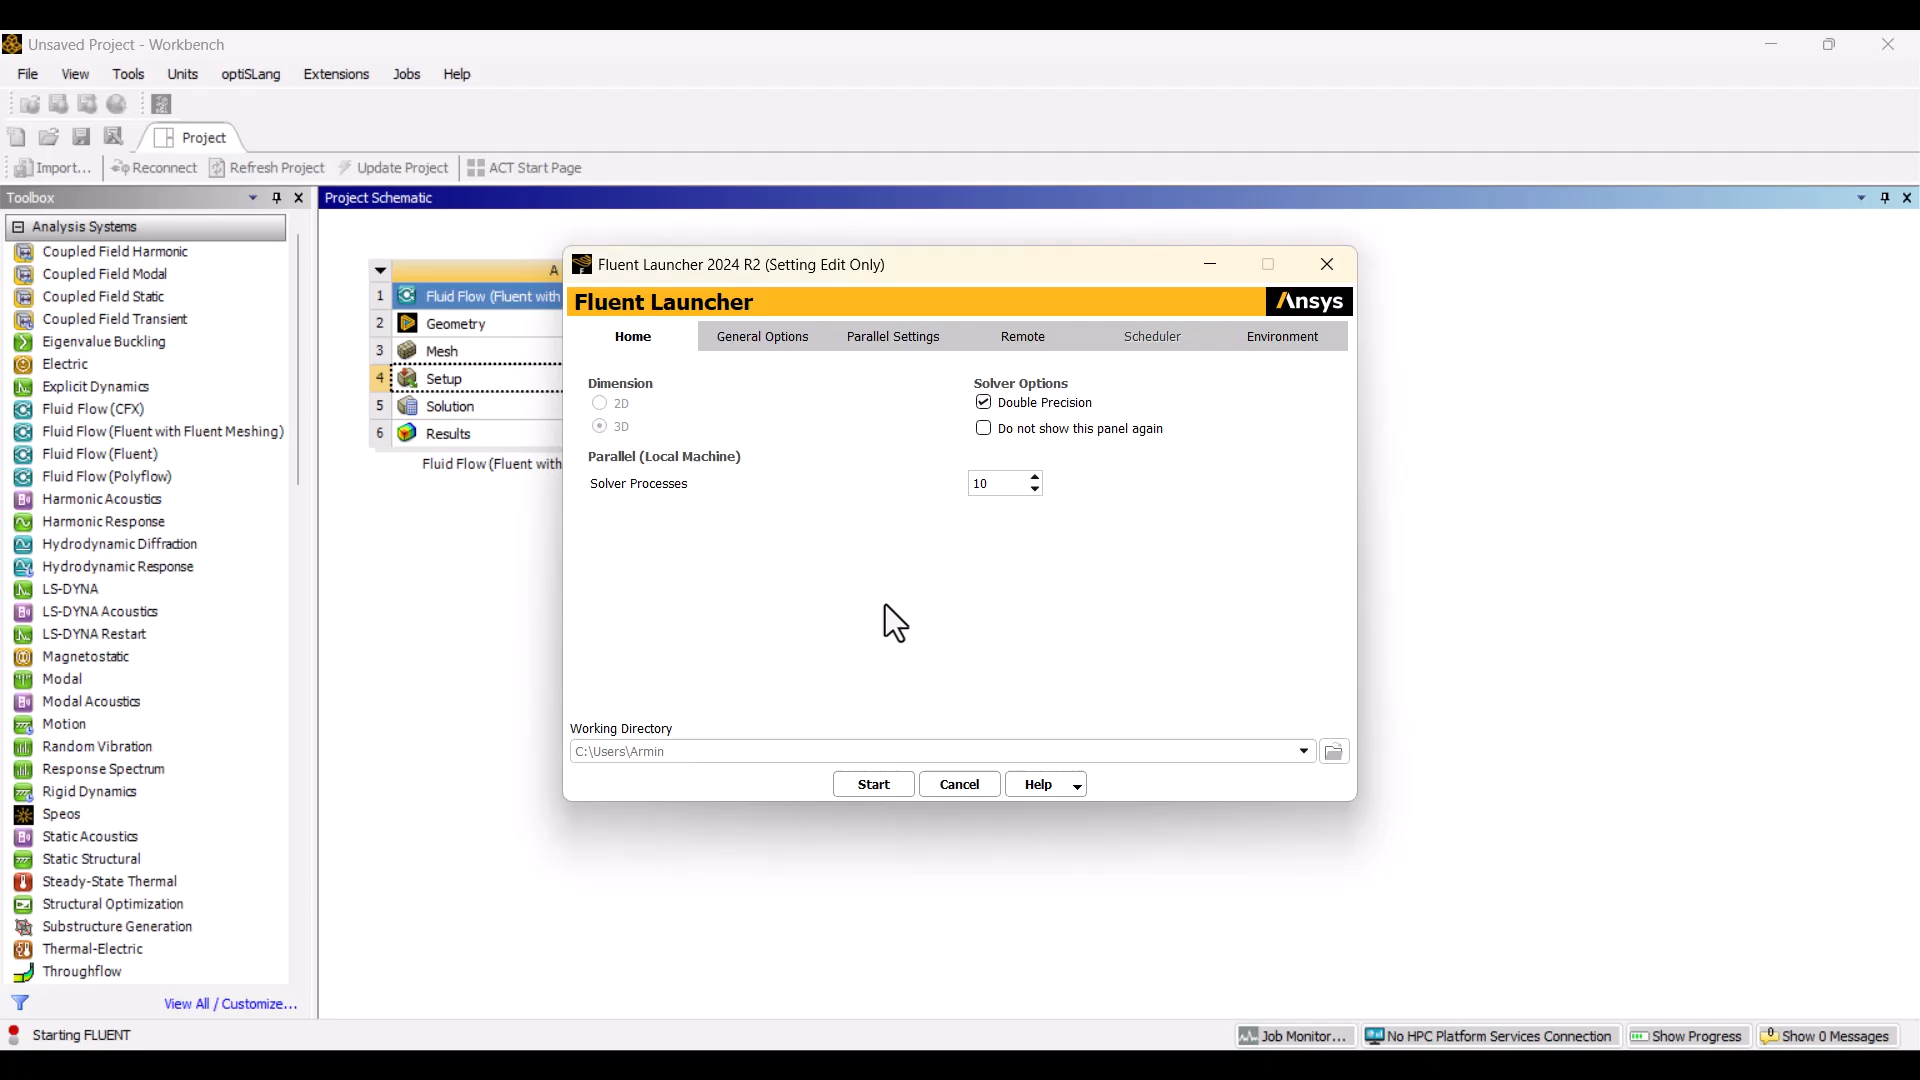 Unsaved Project - Workbench
File View Tools Units optiSLang Extensions Jobs Help
Project
Import... Reconnect Refresh Project Update Project ACT Start Page
Toolbox
Analysis Systems
Coupled Field Harmonic
Coupled Field Modal
Coupled Field Static
Coupled Field Transient
Eigenvalue Buckling
Electric
Explicit Dynamics
Fluid Flow (CFX)
Fluid Flow (Fluent with Fluent Meshing)
Fluid Flow (Fluent)
Fluid Flow (Polyflow)
Harmonic Acoustics
Harmonic Response
Hydrodynamic Diffraction
Hydrodynamic Response
LS-DYNA
LS-DYNA Acoustics
LS-DYNA Restart
Magnetostatic
Modal
Modal Acoustics
Motion
Random Vibration
Response Spectrum
Rigid Dynamics
Speos
Static Acoustics
Static Structural
Steady-State Thermal
Structural Optimization
Substructure Generation
Thermal-Electric
Throughflow
View All / Customize...
Project Schematic
A
1 Fluid Flow (Fluent with
2 Geometry
3 Mesh
4 Setup
5 Solution
6 Results
Fluid Flow (Fluent with
Fluent Launcher 2024 R2 (Setting Edit Only)
Fluent Launcher
Ansys
Home General Options Parallel Settings Remote Scheduler Environment
Dimension
2D
3D
Solver Options
Double Precision
Do not show this panel again
Parallel (Local Machine)
Solver Processes 10
Working Directory
C:\Users\Armin
Start Cancel Help
Starting FLUENT
Job Monitor... No HPC Platform Services Connection Show Progress 0 Show 0 Messages